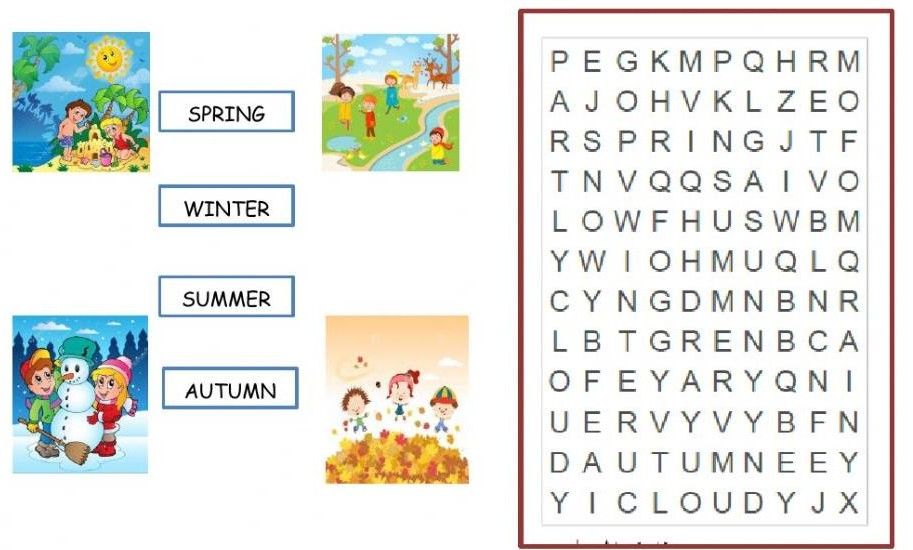 SPRING
WINTER
SUMMER
AUTUMN
P E G K M P Q H R M
A J O H V K L Z E O
R S P R I N G J T F
T N V Q Q S A I V O
L O W F H U S W B M
Y W I O H M U Q L Q
C Y N G D M N B N R
L B T G R E N B C A
O F E Y A R Y Q N I
U E R V Y V Y B F N
D A U T U M N E E Y
Y I C L O U D Y J X